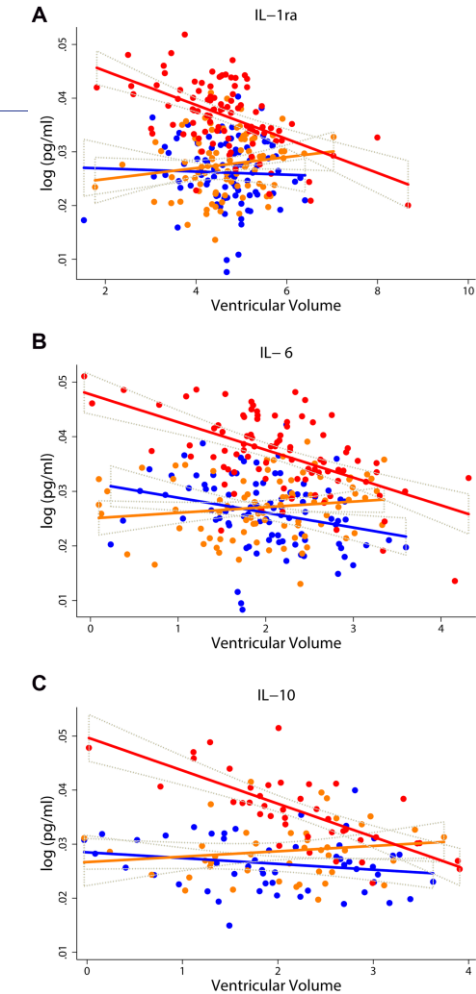 A
IL−1ra
.05
.04
.03
.02
.01
log (pg/ml)
2 4 6 8 10
Ventricular Volume
B
IL− 6
.05
.04
.03
.02
.01
log (pg/ml)
0 1 2 3 4
Ventricular Volume
C
IL−10
.05
.04
.03
.02
.01
log (pg/ml)
0 1 2 3 4
Ventricular Volume